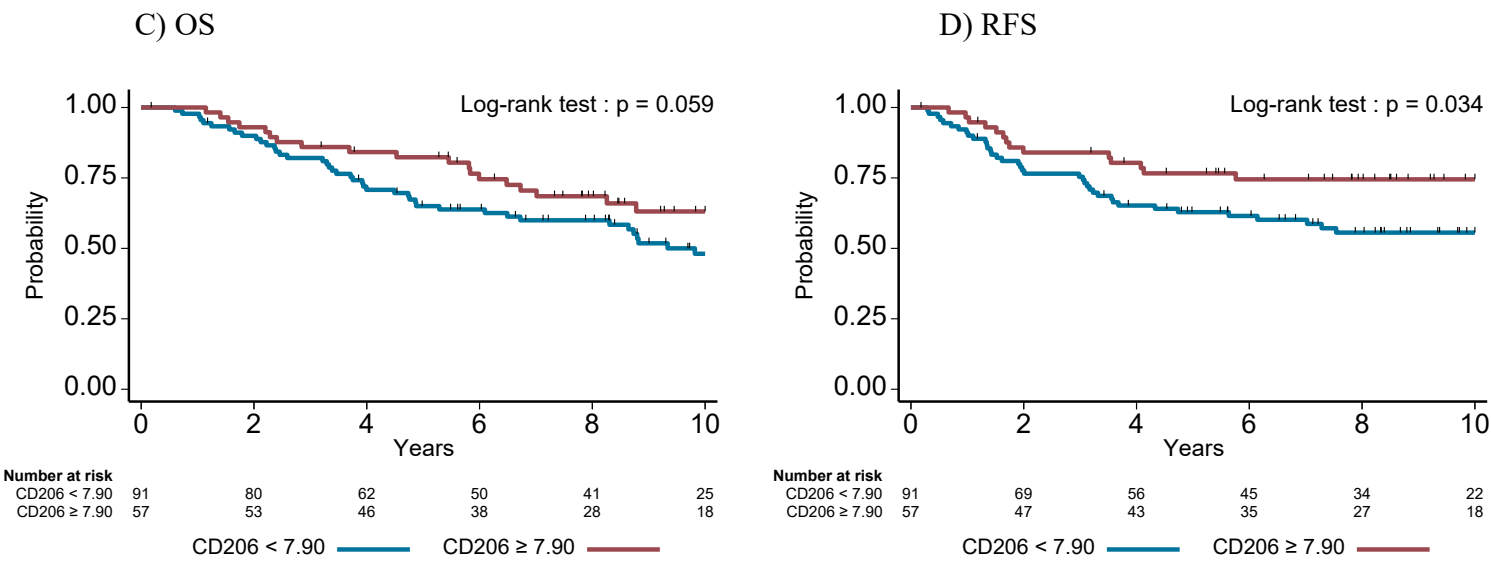 C) OS
Log-rank test : p = 0.059
Probability
1.00
0.75
0.50
0.25
0.00
0 2 4 6 8 10
Years
Number at risk
CD206 < 7.90 91 80 62 50 41 25
CD206 ≥ 7.90 57 53 46 38 28 18
CD206 < 7.90 CD206 ≥ 7.90
D) RFS
Log-rank test : p = 0.034
Probability
1.00
0.75
0.50
0.25
0.00
0 2 4 6 8 10
Years
Number at risk
CD206 < 7.90 91 69 56 45 34 22
CD206 ≥ 7.90 57 47 43 35 27 18
CD206 < 7.90 CD206 ≥ 7.90